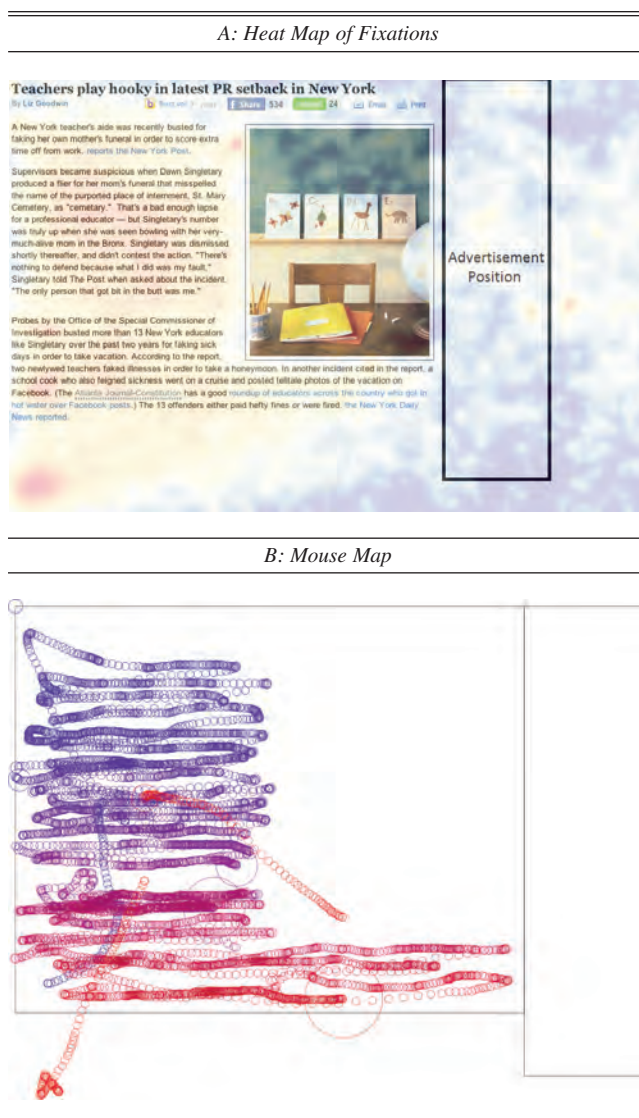 A: Heat Map of Fixations
Teachers play hooky in latest PR setback in New York
By Liz Goodwin
Share 534 24 Email Print
A New York teacher's aide was recently busted for
faking her own mother's funeral in order to score extra
time off from work, reports the New York Post.
Supervisors became suspicious when Dawn Singletary
produced a flier for her mom's funeral that misspelled
the name of the purported place of internment, St. Mary
Cemetery, as "cemetary." That's a bad enough lapse
for a professional educator — but Singletary's number
was truly up when she was seen bowling with her very-
much-alive mom in the Bronx. Singletary was dismissed
shortly thereafter, and didn't contest the action. "There's
nothing to defend because what I did was my fault,"
Singletary told The Post when asked about the incident.
"The only person that got bit in the butt was me."
Probes by the Office of the Special Commissioner of
Investigation busted more than 13 New York educators
like Singletary over the past two years for faking sick
days in order to take vacation. According to the report,
two newlywed teachers faked illnesses in order to take a honeymoon. In another incident cited in the report, a
school cook who also feigned sickness went on a cruise and posted telltale photos of the vacation on
Facebook. (The Atlanta Journal-Constitution has a good roundup of educators across the country who got in
hot water over Facebook posts.) The 13 offenders either paid hefty fines or were fired, the New York Daily
News reported.
Advertisement
Position
B: Mouse Map